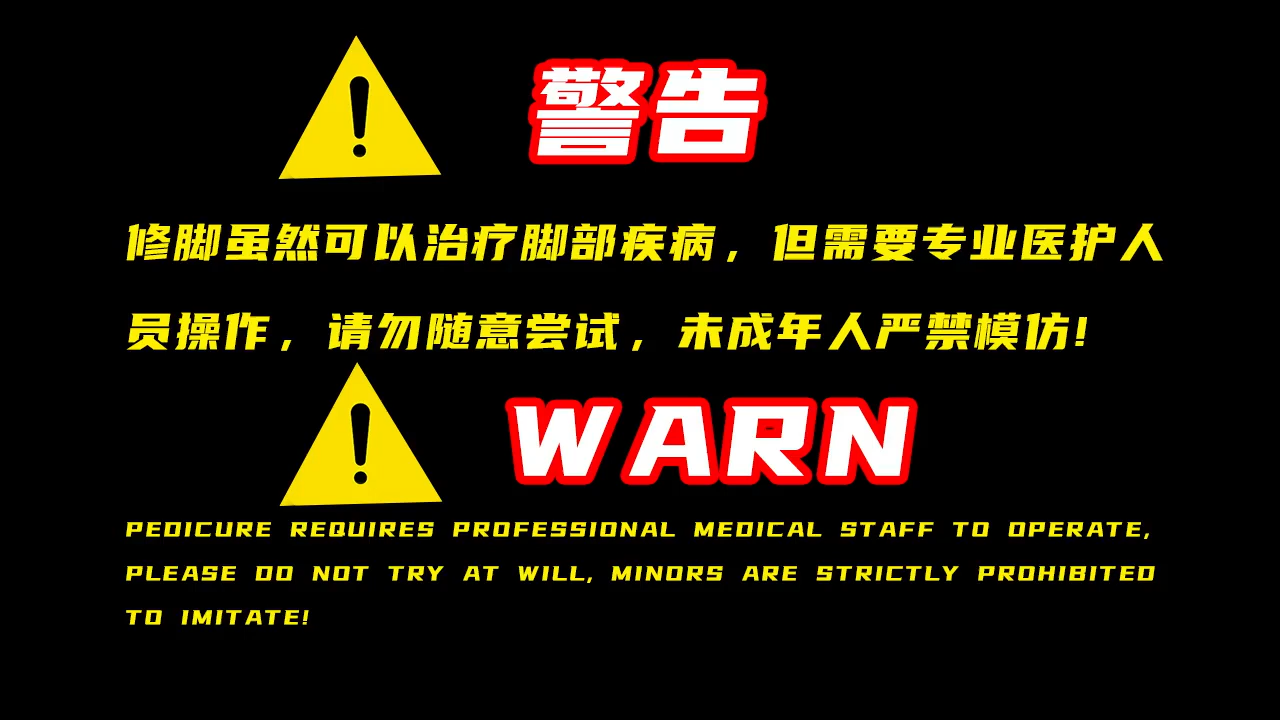 警告
修脚虽然可以治疗脚部疾病，但需要专业医护人
员操作，请勿随意尝试，未成年人严禁模仿!
WARN
PEDICURE REQUIRES PROFESSIONAL MEDICAL STAFF TO OPERATE,
PLEASE DO NOT TRY AT WILL, MINORS ARE STRICTLY PROHIBITED
TO IMITATE!